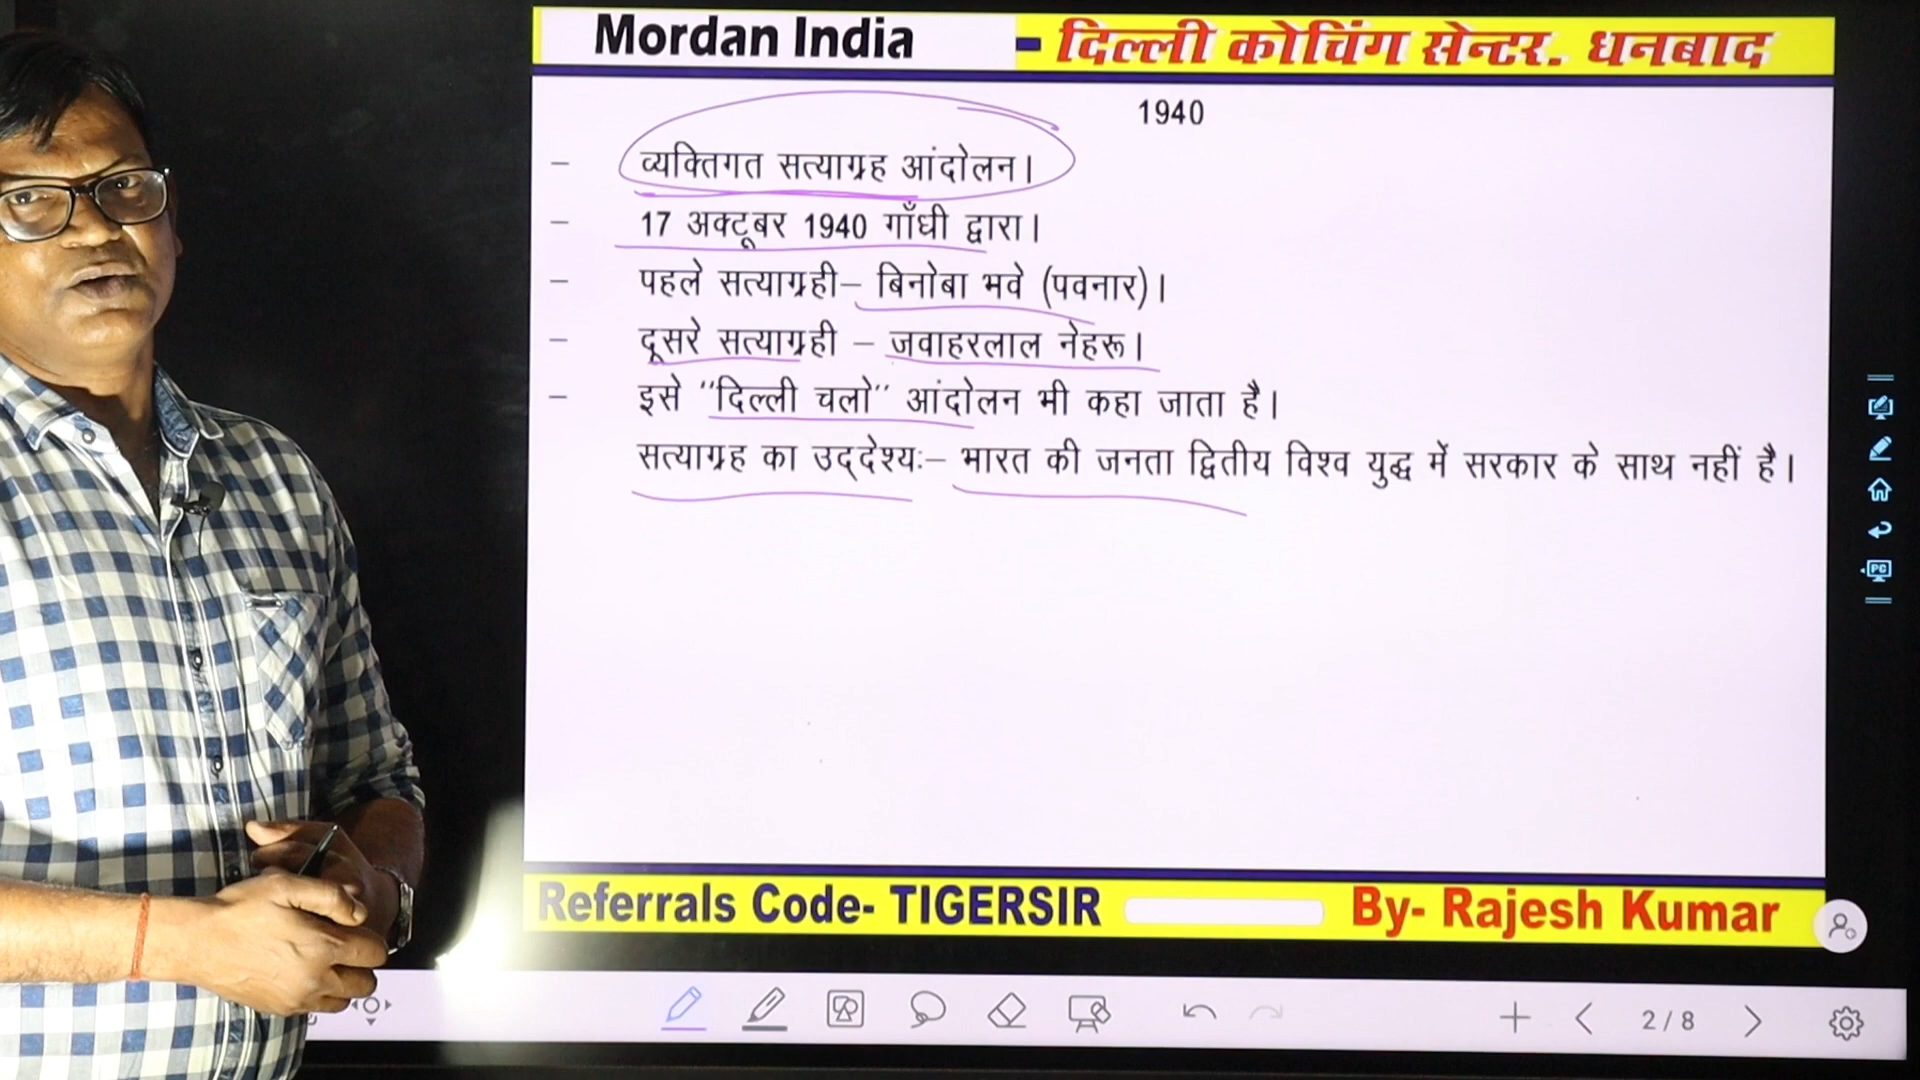 Mordan India - दिल्ली कोचिंग सेन्टर. धनबाद
1940
– व्यक्तिगत सत्याग्रह आंदोलन।
– 17 अक्टूबर 1940 गाँधी द्वारा।
– पहले सत्याग्रही– बिनोबा भवे (पवनार)।
– दूसरे सत्याग्रही – जवाहरलाल नेहरू।
– इसे "दिल्ली चलो" आंदोलन भी कहा जाता है।
सत्याग्रह का उद्देश्यः– भारत की जनता द्वितीय विश्व युद्ध में सरकार के साथ नहीं है।
PC
Referrals Code- TIGERSIR By- Rajesh Kumar
2 / 8